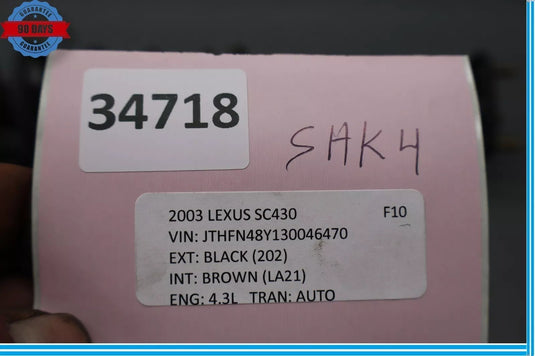 GUARANTEE
90 DAYS
GUARANTEE
34718
SHK4
2003 LEXUS SC430 F10
VIN: JTHFN48Y130046470
EXT: BLACK (202)
INT: BROWN (LA21)
ENG: 4.3L TRAN: AUTO